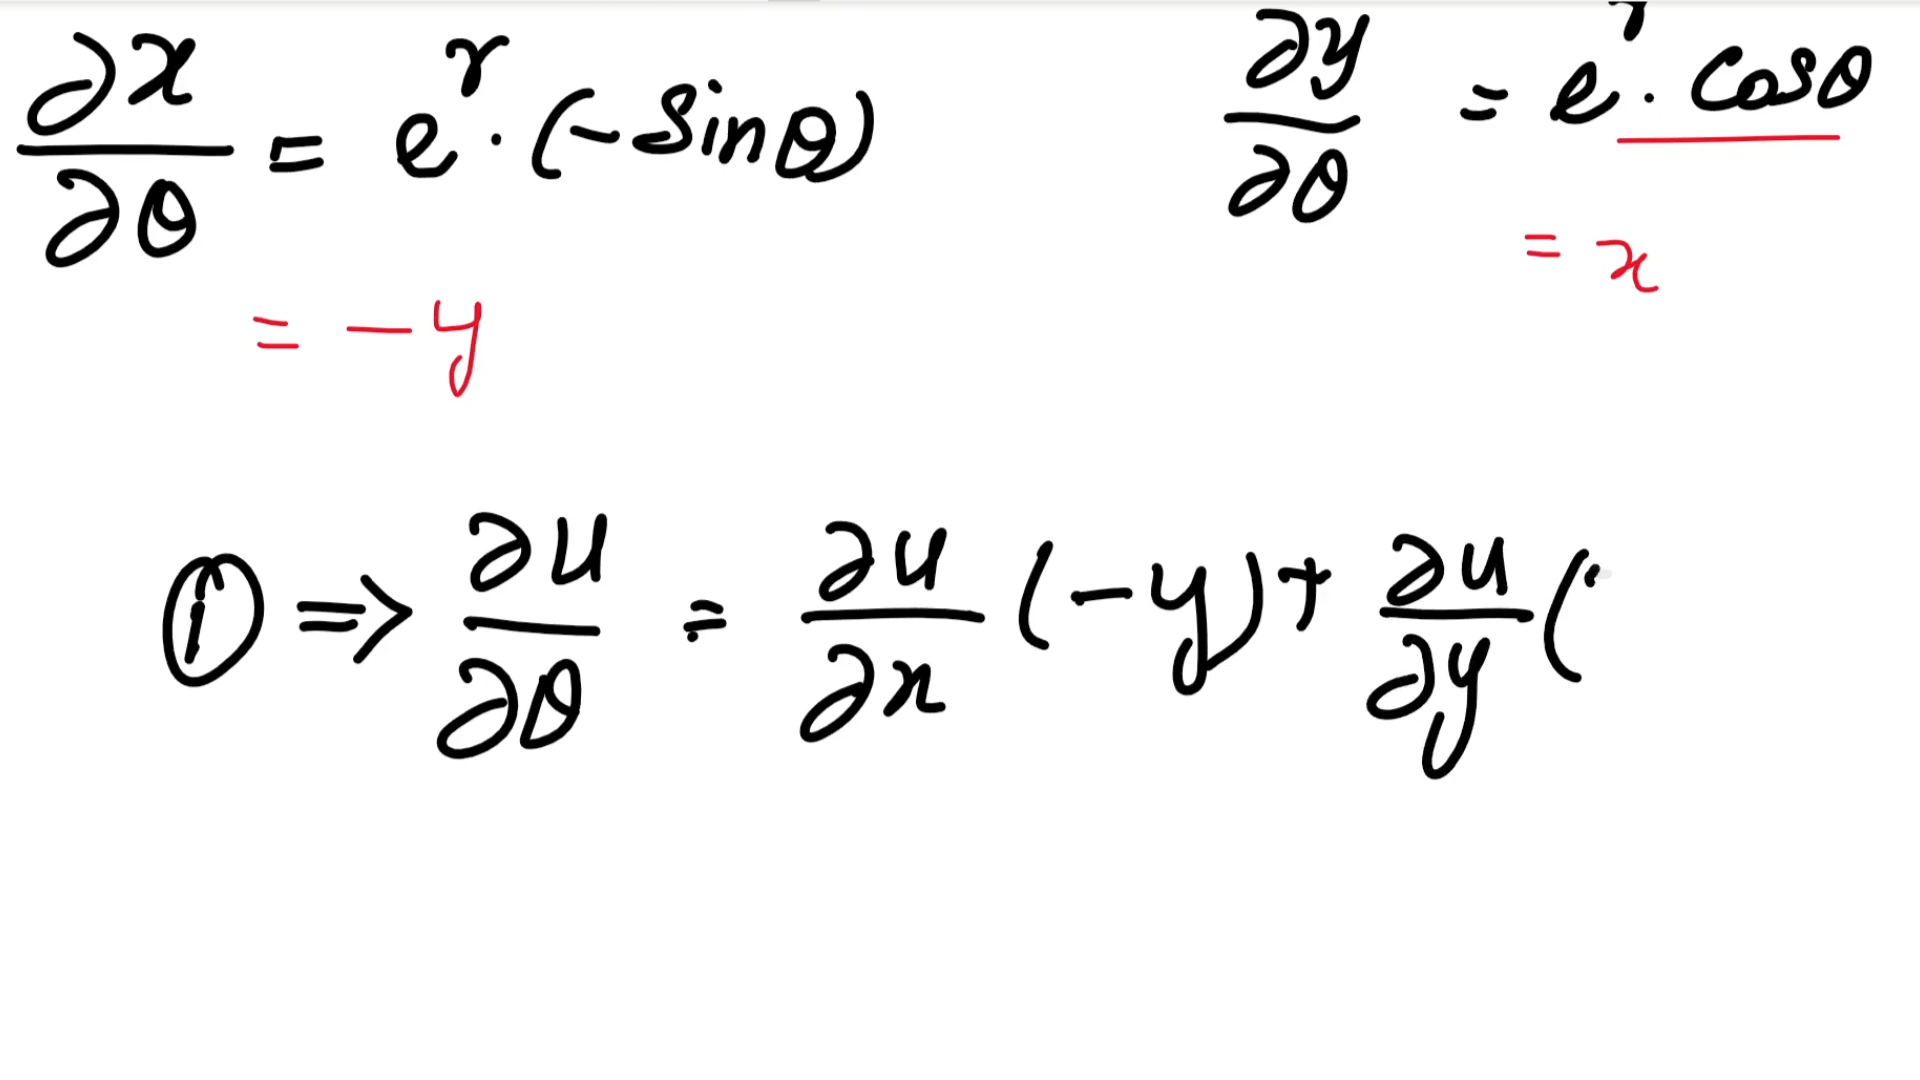 ∂x/∂θ = e^r · (-Sinθ)
= -y
∂y/∂θ = e^r · Cosθ
= x
① ⇒ ∂u/∂θ = ∂u/∂x (-y) + ∂u/∂y (